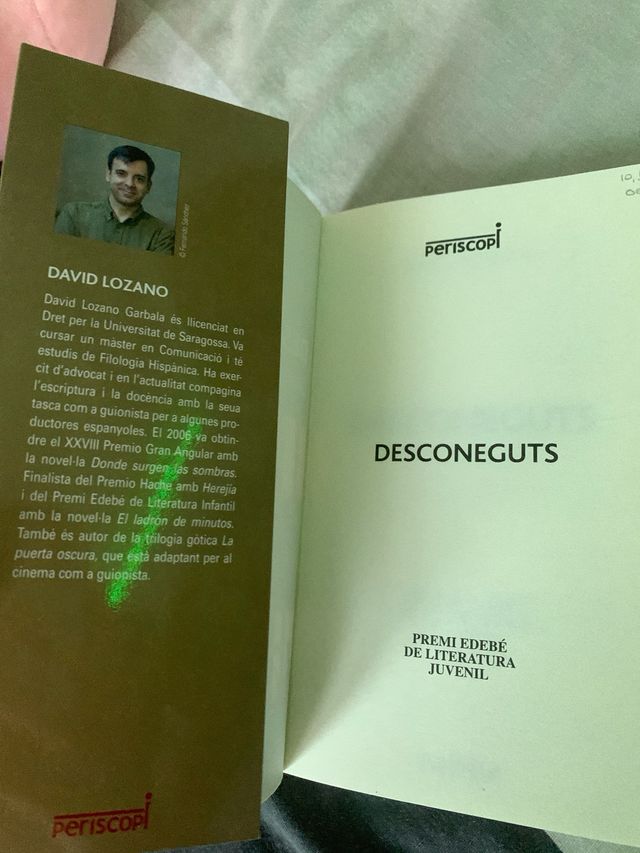 © Fernando Sánchez
DAVID LOZANO
David Lozano Garbala és llicenciat en
Dret per la Universitat de Saragossa. Va
cursar un màster en Comunicació i té
estudis de Filologia Hispànica. Ha exer-
cit d'advocat i en l'actualitat compagina
l'escriptura i la docència amb la seua
tasca com a guionista per a algunes pro-
ductores espanyoles. El 2006 va obtin-
dre el XXVIII Premio Gran Angular amb
la novel·la Donde surgen las sombras.
Finalista del Premio Hache amb Herejía
i del Premi Edebé de Literatura Infantil
amb la novel·la El ladrón de minutos.
També és autor de la trilogia gòtica La
puerta oscura, que està adaptant per al
cinema com a guionista.
PERISCOPI
PERISCOPI
DESCONEGUTS
PREMI EDEBÉ
DE LITERATURA
JUVENIL